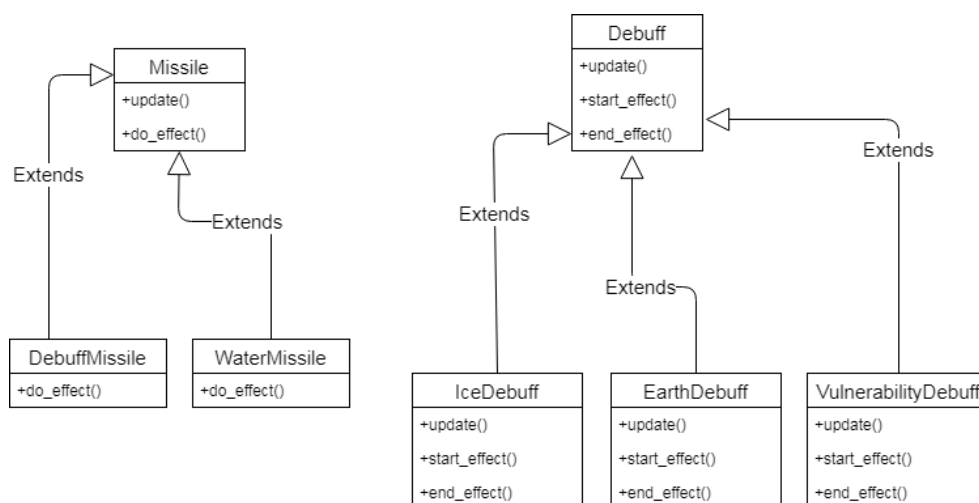 Missile
+update()
+do_effect()
Extends
Extends
DebuffMissile
+do_effect()
WaterMissile
+do_effect()
Debuff
+update()
+start_effect()
+end_effect()
Extends
Extends
Extends
IceDebuff
+update()
+start_effect()
+end_effect()
EarthDebuff
+update()
+start_effect()
+end_effect()
VulnerabilityDebuff
+update()
+start_effect()
+end_effect()